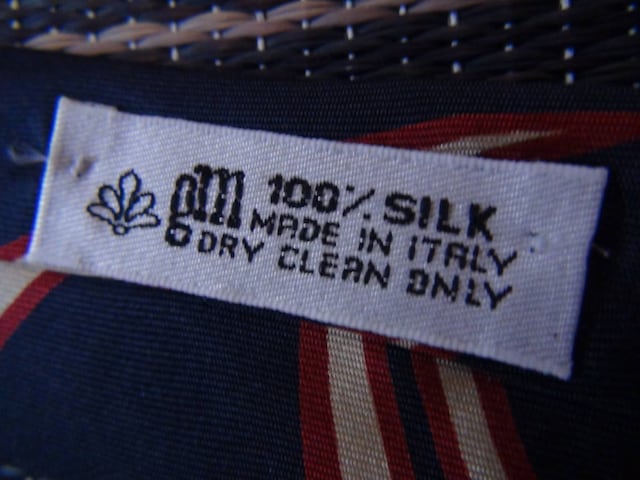 gm 100% SILK
MADE IN ITALY
DRY CLEAN ONLY